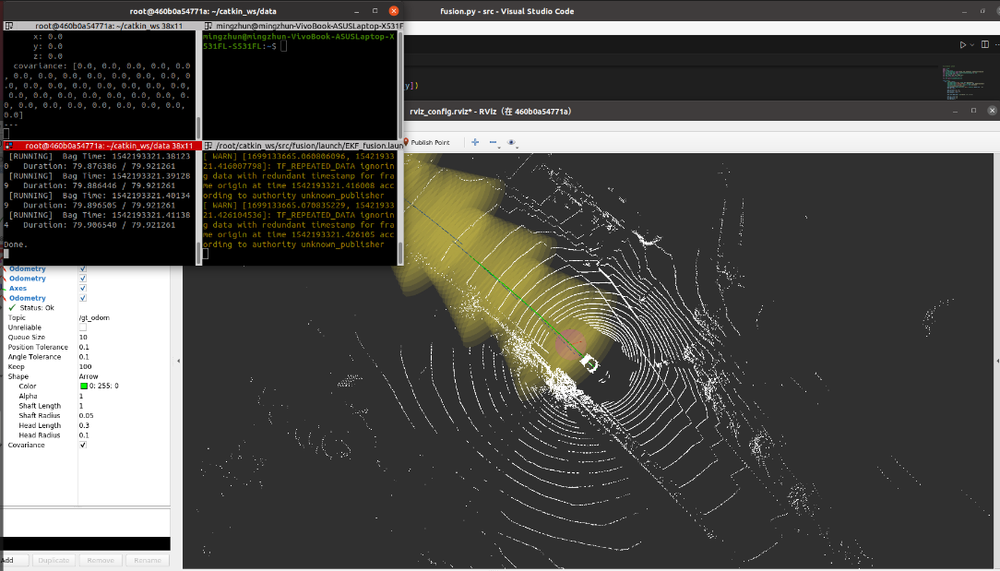 root@460b0a54771a: ~/catkin_ws/data
fusion.py - src - Visual Studio Code
root@460b0a54771a: ~/catkin_ws 38x11
x: 0.0
y: 0.0
z: 0.0
covariance: [0.0, 0.0, 0.0, 0.0, 0.0
, 0.0, 0.0, 0.0, 0.0, 0.0, 0.0, 0.0, 0
.0, 0.0, 0.0, 0.0, 0.0, 0.0, 0.0, 0.0,
0.0, 0.0, 0.0, 0.0, 0.0, 0.0, 0.0, 0.
0, 0.0, 0.0, 0.0, 0.0, 0.0, 0.0, 0.0,
0.0]
---
mingzhun@mingzhun-VivoBook-ASUSLaptop-X531F
mingzhun@mingzhun-VivoBook-ASUSLaptop-X
531FL-S531FL:~$
y])
root@460b0a54771a: ~/catkin_ws/data 38x11
[RUNNING] Bag Time: 1542193321.38123
0 Duration: 79.876386 / 79.921261
[RUNNING] Bag Time: 1542193321.39128
9 Duration: 79.886446 / 79.921261
[RUNNING] Bag Time: 1542193321.40134
9 Duration: 79.896505 / 79.921261
[RUNNING] Bag Time: 1542193321.41138
4 Duration: 79.906540 / 79.921261
Done.
/root/catkin_ws/src/fusion/launch/EKF_fusion.laun
[ WARN] [1699133665.060806096, 15421933
21.416007798]: TF_REPEATED_DATA ignorin
g data with redundant timestamp for fra
me origin at time 1542193321.416008 acc
ording to authority unknown_publisher
[ WARN] [1699133665.070835229, 15421933
21.426104536]: TF_REPEATED_DATA ignorin
g data with redundant timestamp for fra
me origin at time 1542193321.426105 acc
ording to authority unknown_publisher
rviz_config.rviz* - RViz（在 460b0a54771a）
Publish Point
Odometry
Odometry
Axes
Odometry
Status: Ok
Topic /gt_odom
Unreliable
Queue Size 10
Position Tolerance 0.1
Angle Tolerance 0.1
Keep 100
Shape Arrow
Color 0; 255; 0
Alpha 1
Shaft Length 1
Shaft Radius 0.05
Head Length 0.3
Head Radius 0.1
Covariance
Add Duplicate Remove Rename